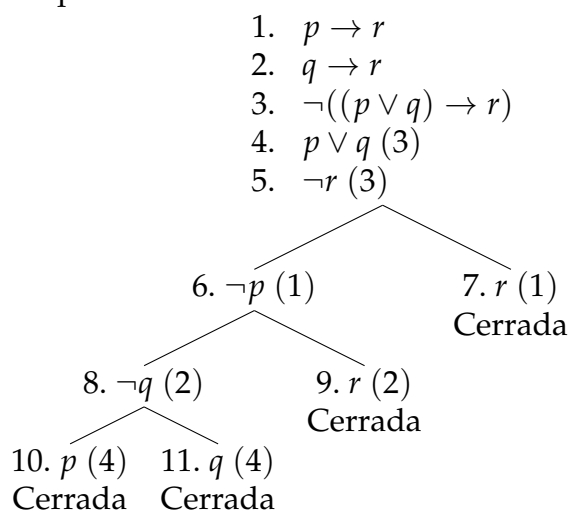 1. p → r
2. q → r
3. ¬((p ∨ q) → r)
4. p ∨ q (3)
5. ¬r (3)
6. ¬p (1) 7. r (1)
Cerrada
8. ¬q (2) 9. r (2)
Cerrada
10. p (4) 11. q (4)
Cerrada Cerrada